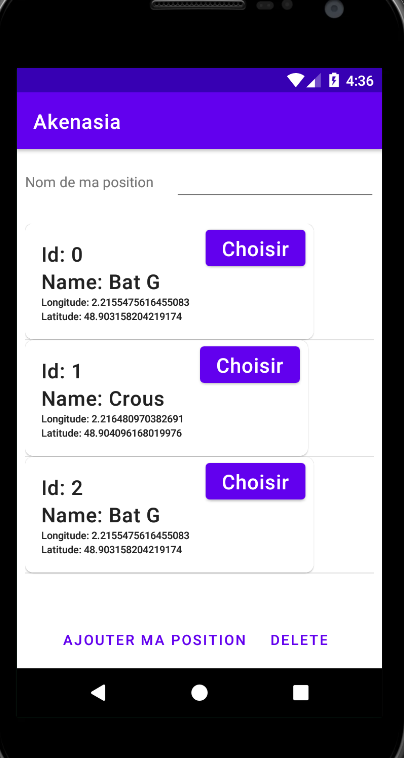 4:36
Akenasia
Nom de ma position
Id: 0
Choisir
Name: Bat G
Longitude: 2.2155475616455083
Latitude: 48.903158204219174
Id: 1
Choisir
Name: Crous
Longitude: 2.216480970382691
Latitude: 48.904096168019976
Id: 2
Choisir
Name: Bat G
Longitude: 2.2155475616455083
Latitude: 48.903158204219174
AJOUTER MA POSITION DELETE